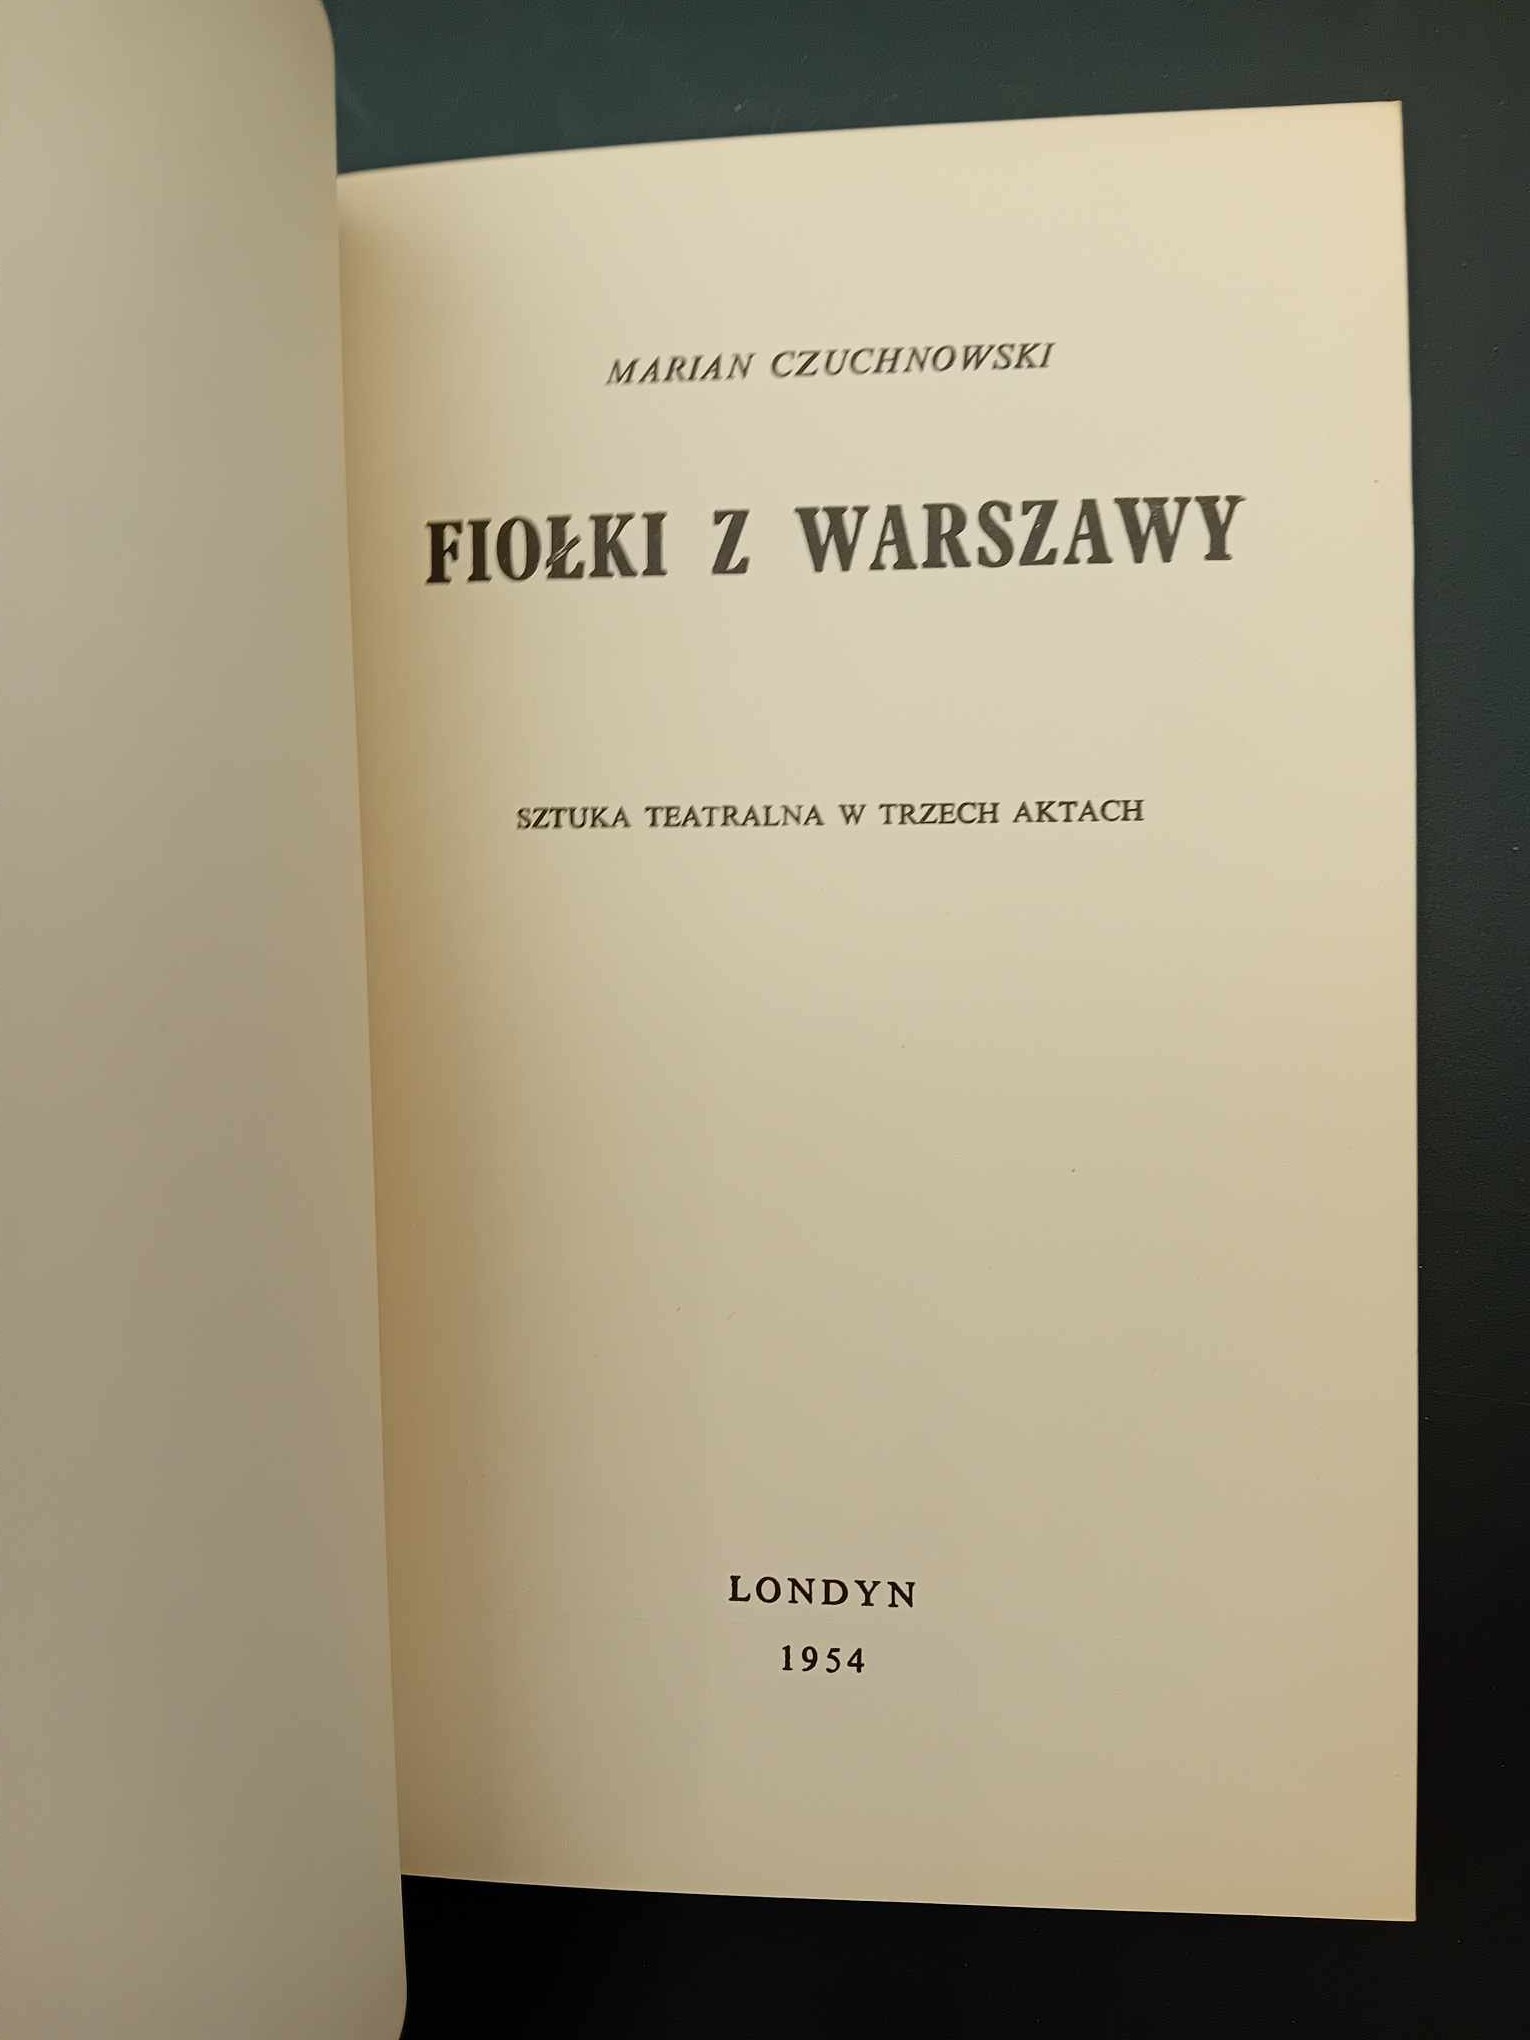 MARIAN CZUCHNOWSKI
FIOŁKI Z WARSZAWY
SZTUKA TEATRALNA W TRZECH AKTACH
LONDYN
1954